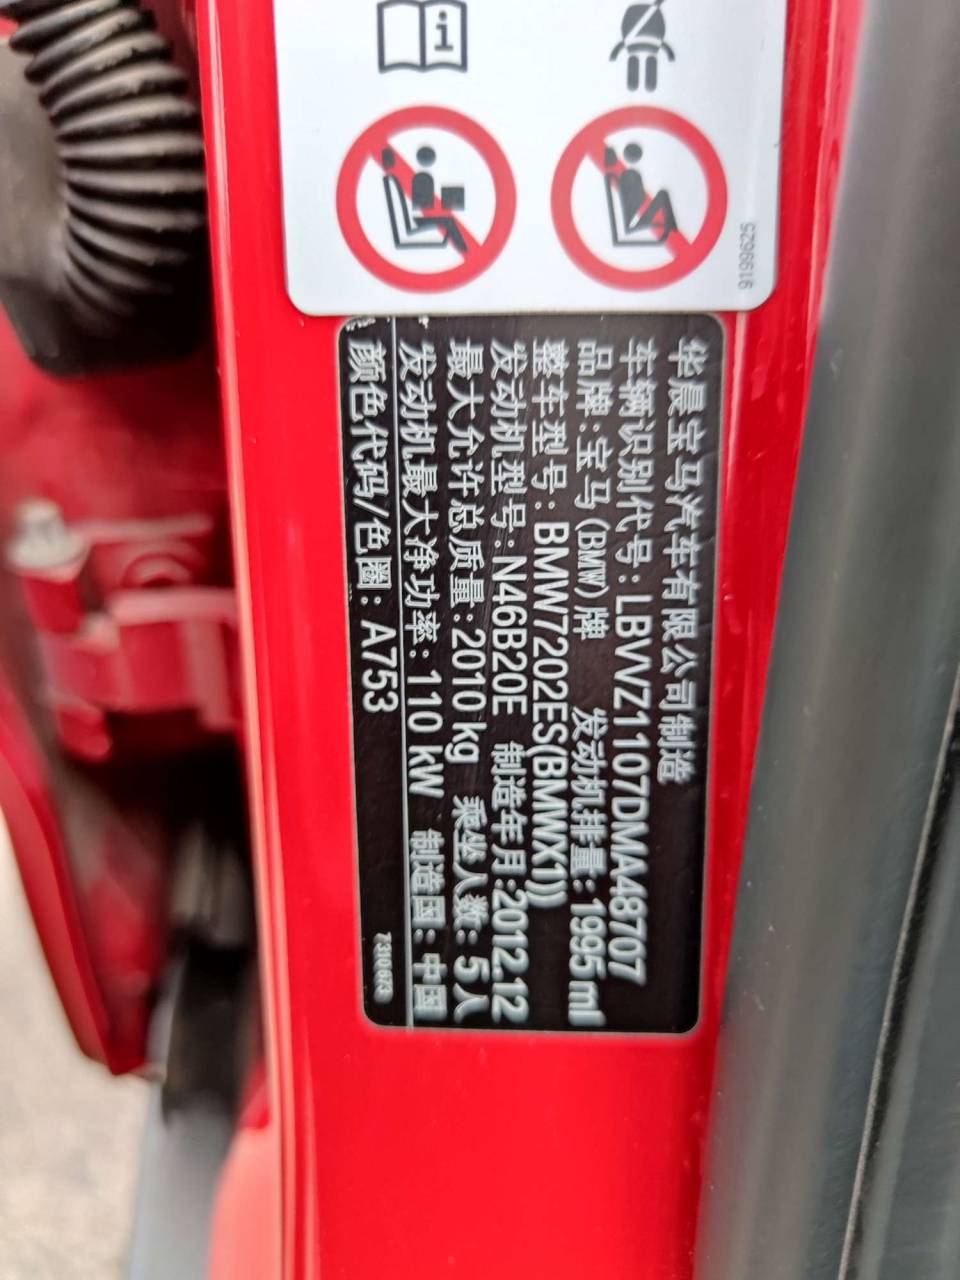 9199625
华晨宝马汽车有限公司制造
车辆识别代号:LBVVZ1107DMA48707
品牌:宝马(BMW)牌 发动机排量:1995 ml
整车型号:BMW7202ES(BMWX1))
发动机型号:N46B20E 制造年月:2012.12
最大允许总质量:2010 kg 乘坐人数:5人
发动机最大净功率:110 kW 制造国:中国
颜色代码/色圈:A753
7310673